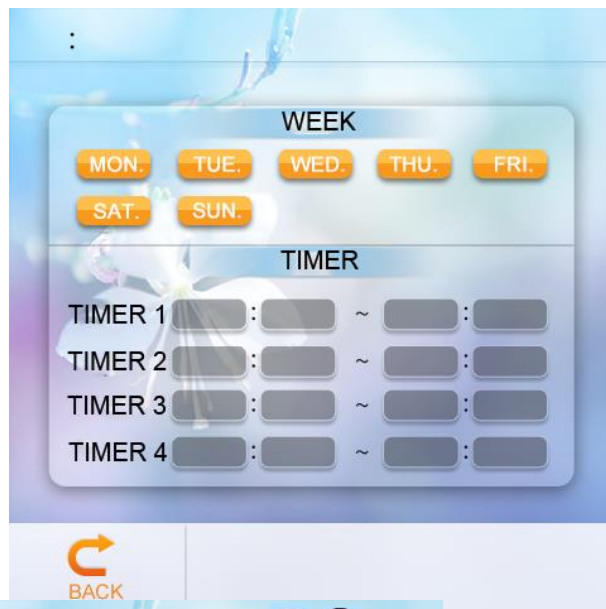 :
WEEK
MON. TUE. WED. THU. FRI.
SAT. SUN.
TIMER
TIMER 1 : ~ :
TIMER 2 : ~ :
TIMER 3 : ~ :
TIMER 4 : ~ :
BACK